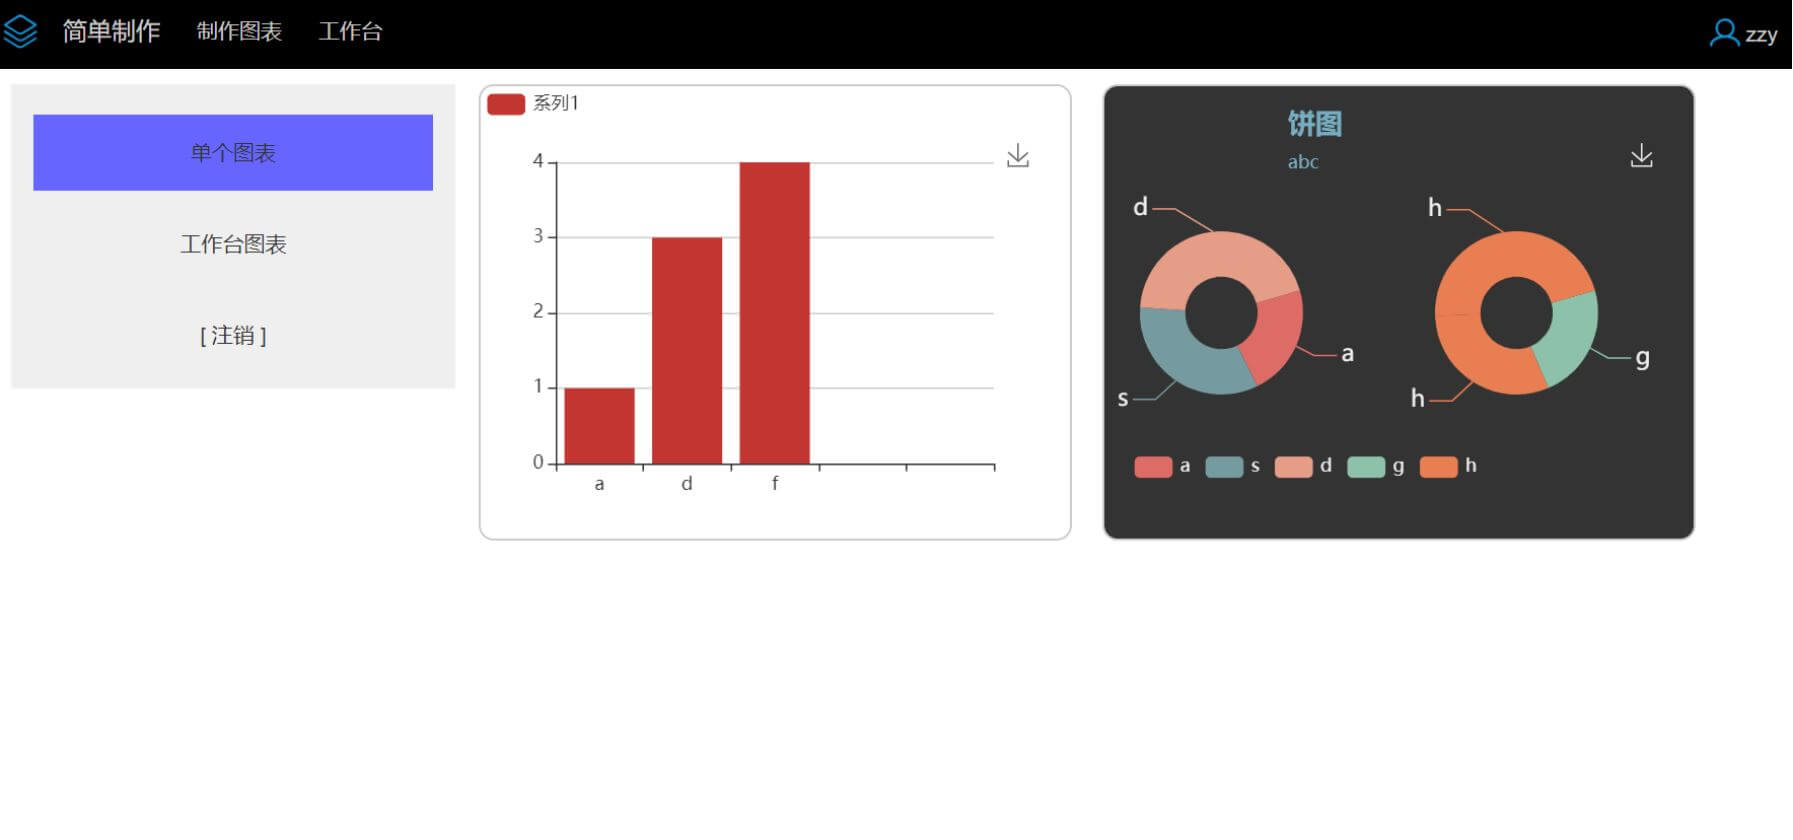 简单制作 制作图表 工作台 zzy
单个图表
工作台图表
[ 注销 ]
系列1
4
3
2
1
0
a d f
饼图
abc
d
a
s
h
g
h
a s d g h